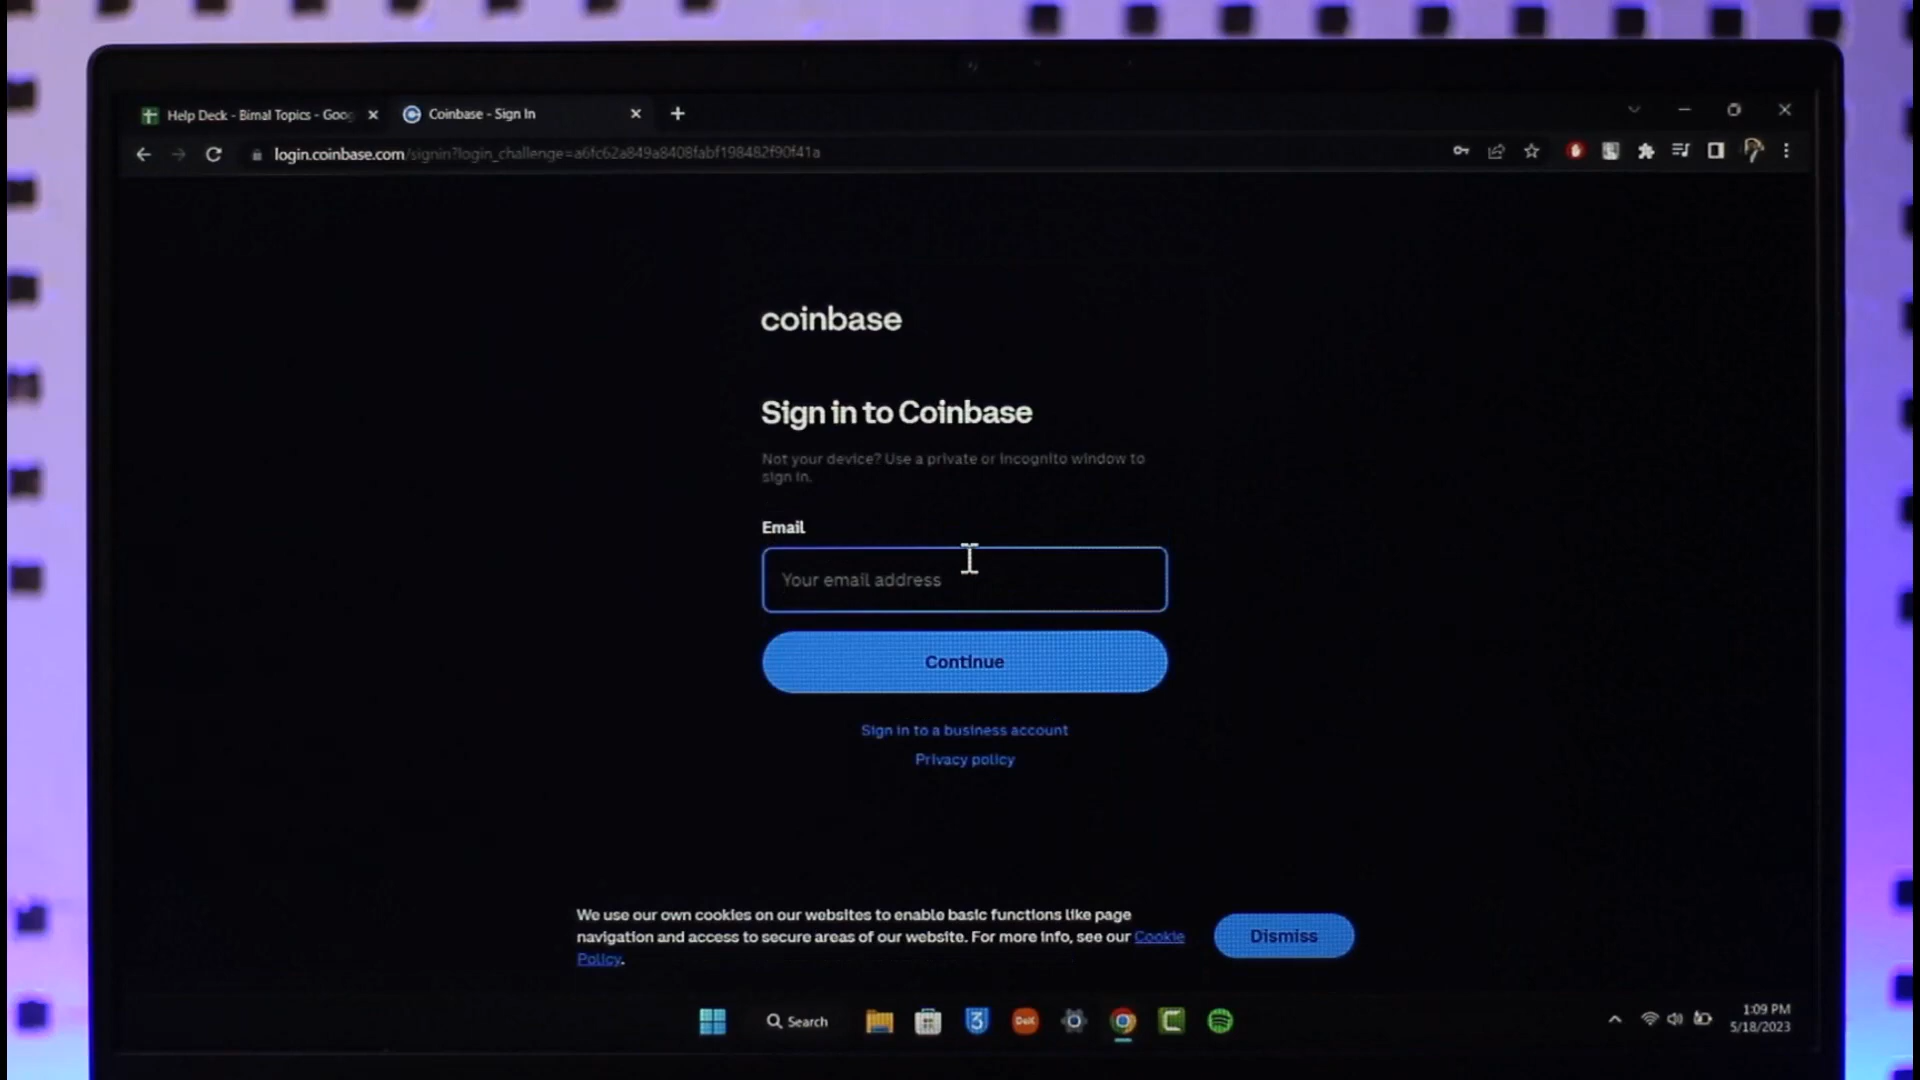 Help Deck - Bimal Topics - Goog
Coinbase - Sign In
login.coinbase.com/signin?login_challenge=a6fc62a849a8408fabf198482f90f41a
coinbase
Sign in to Coinbase
Not your device? Use a private or incognito window to
sign in.
Email
Your email address
Continue
Sign in to a business account
Privacy policy
We use our own cookies on our websites to enable basic functions like page
navigation and access to secure areas of our website. For more info, see our Cookie
Policy.
Dismiss
Search
1:09 PM
5/18/2023